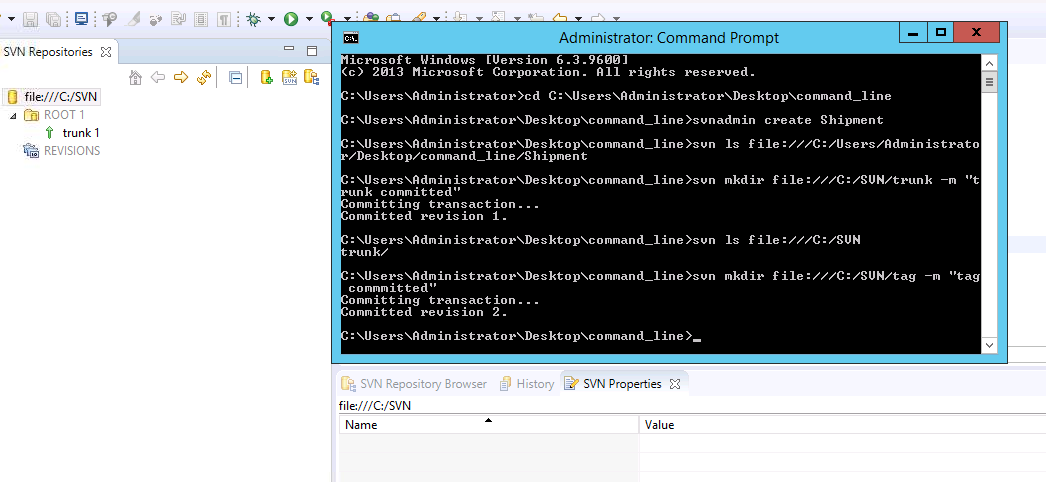 SVN Repositories
file:///C:/SVN
ROOT 1
trunk 1
REVISIONS
SVN
Administrator: Command Prompt
C:\.
Microsoft Windows [Version 6.3.9600]
(c) 2013 Microsoft Corporation. All rights reserved.
C:\Users\Administrator>cd C:\Users\Administrator\Desktop\command_line
C:\Users\Administrator\Desktop\command_line>svnadmin create Shipment
C:\Users\Administrator\Desktop\command_line>svn ls file:///C:/Users/Administrato
r/Desktop/command_line/Shipment
C:\Users\Administrator\Desktop\command_line>svn mkdir file:///C:/SVN/trunk -m "t
runk committed"
Committing transaction...
Committed revision 1.
C:\Users\Administrator\Desktop\command_line>svn ls file:///C:/SVN
trunk/
C:\Users\Administrator\Desktop\command_line>svn mkdir file:///C:/SVN/tag -m "tag
commmitted"
Committing transaction...
Committed revision 2.
C:\Users\Administrator\Desktop\command_line>_
SVN Repository Browser
History
SVN Properties
file:///C:/SVN
Name
Value